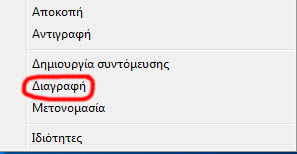 Αποκοπή
Αντιγραφή
Δημιουργία συντόμευσης
Διαγραφή
Μετονομασία
Ιδιότητες